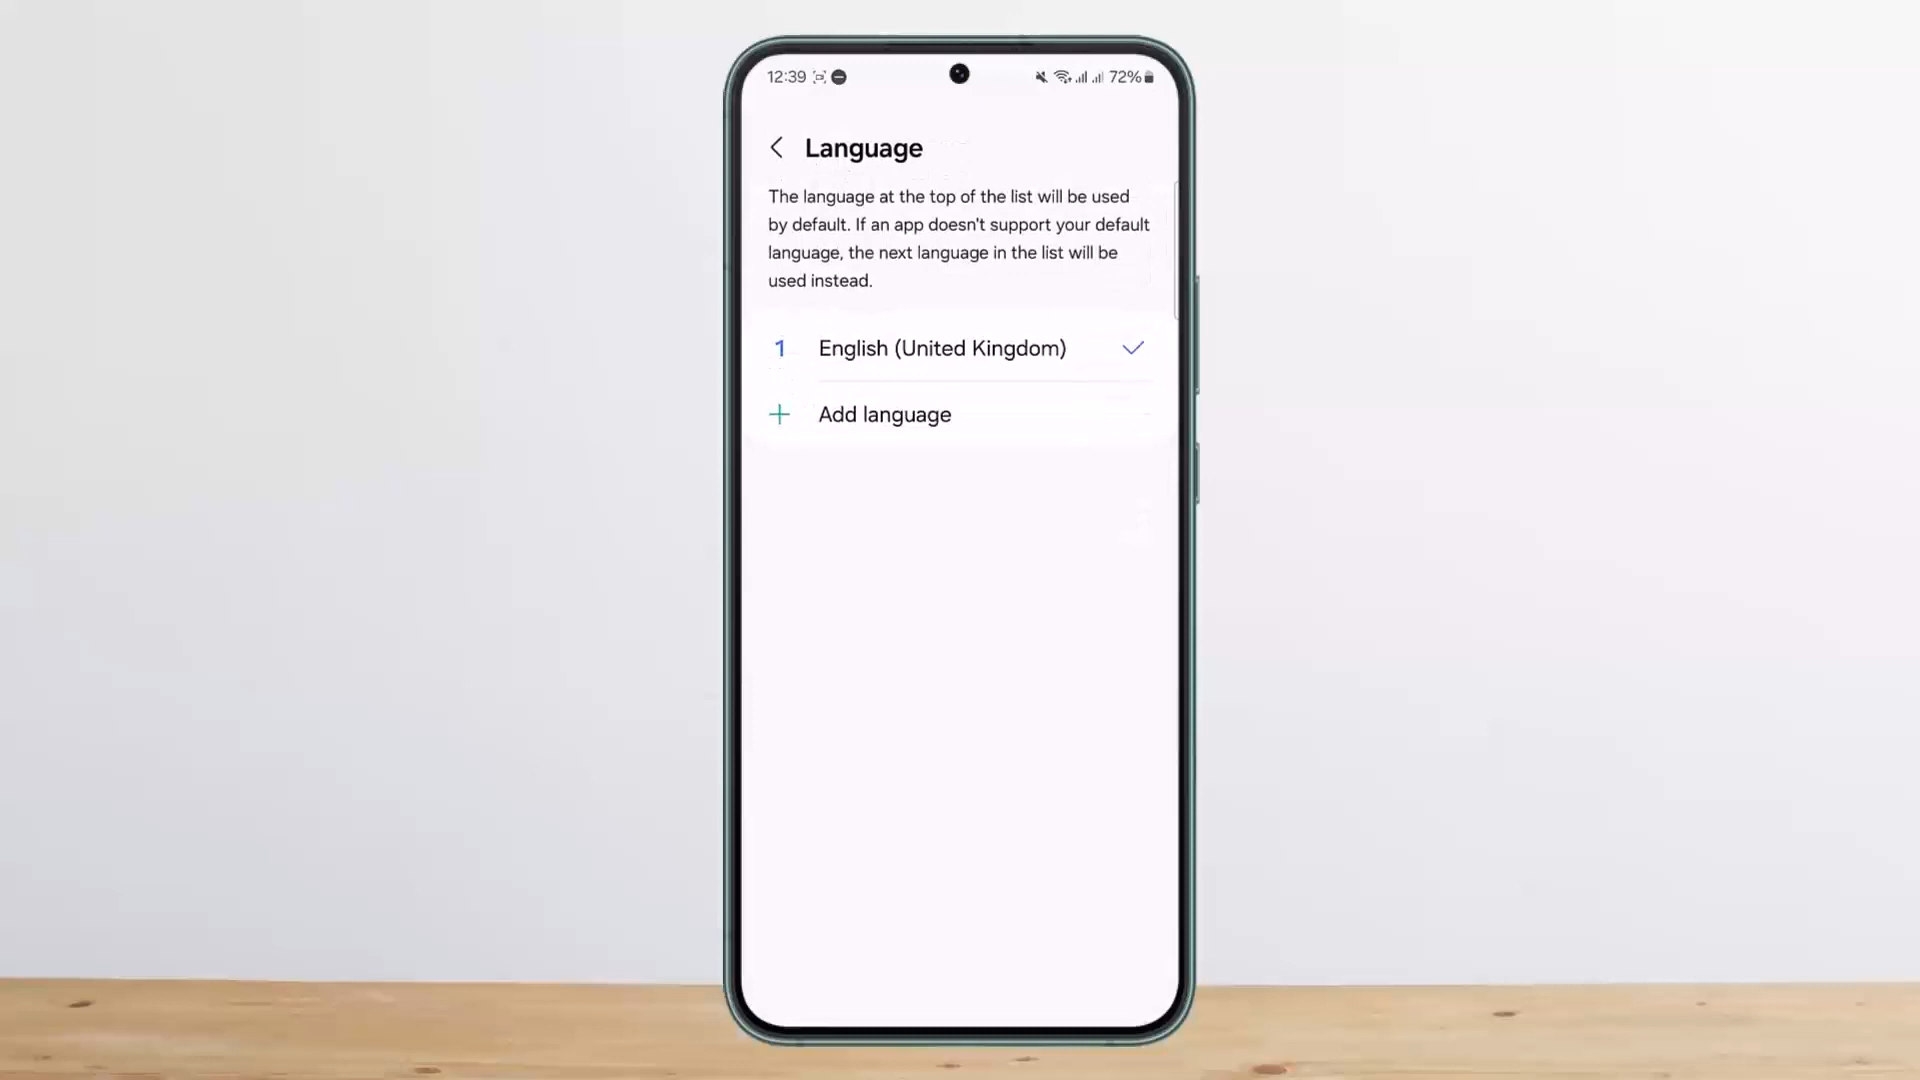 12:39 72%
Language
The language at the top of the list will be used
by default. If an app doesn't support your default
language, the next language in the list will be
used instead.
1 English (United Kingdom)
+ Add language